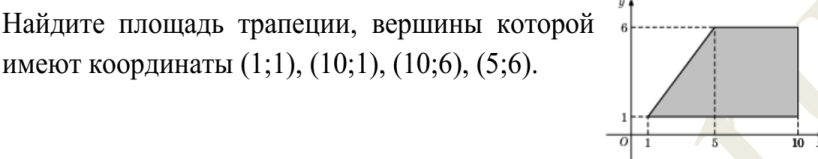 Найдите площадь трапеции, вершины которой
имеют координаты (1;1), (10;1), (10;6), (5;6).
y
6
1
O 1 5 10